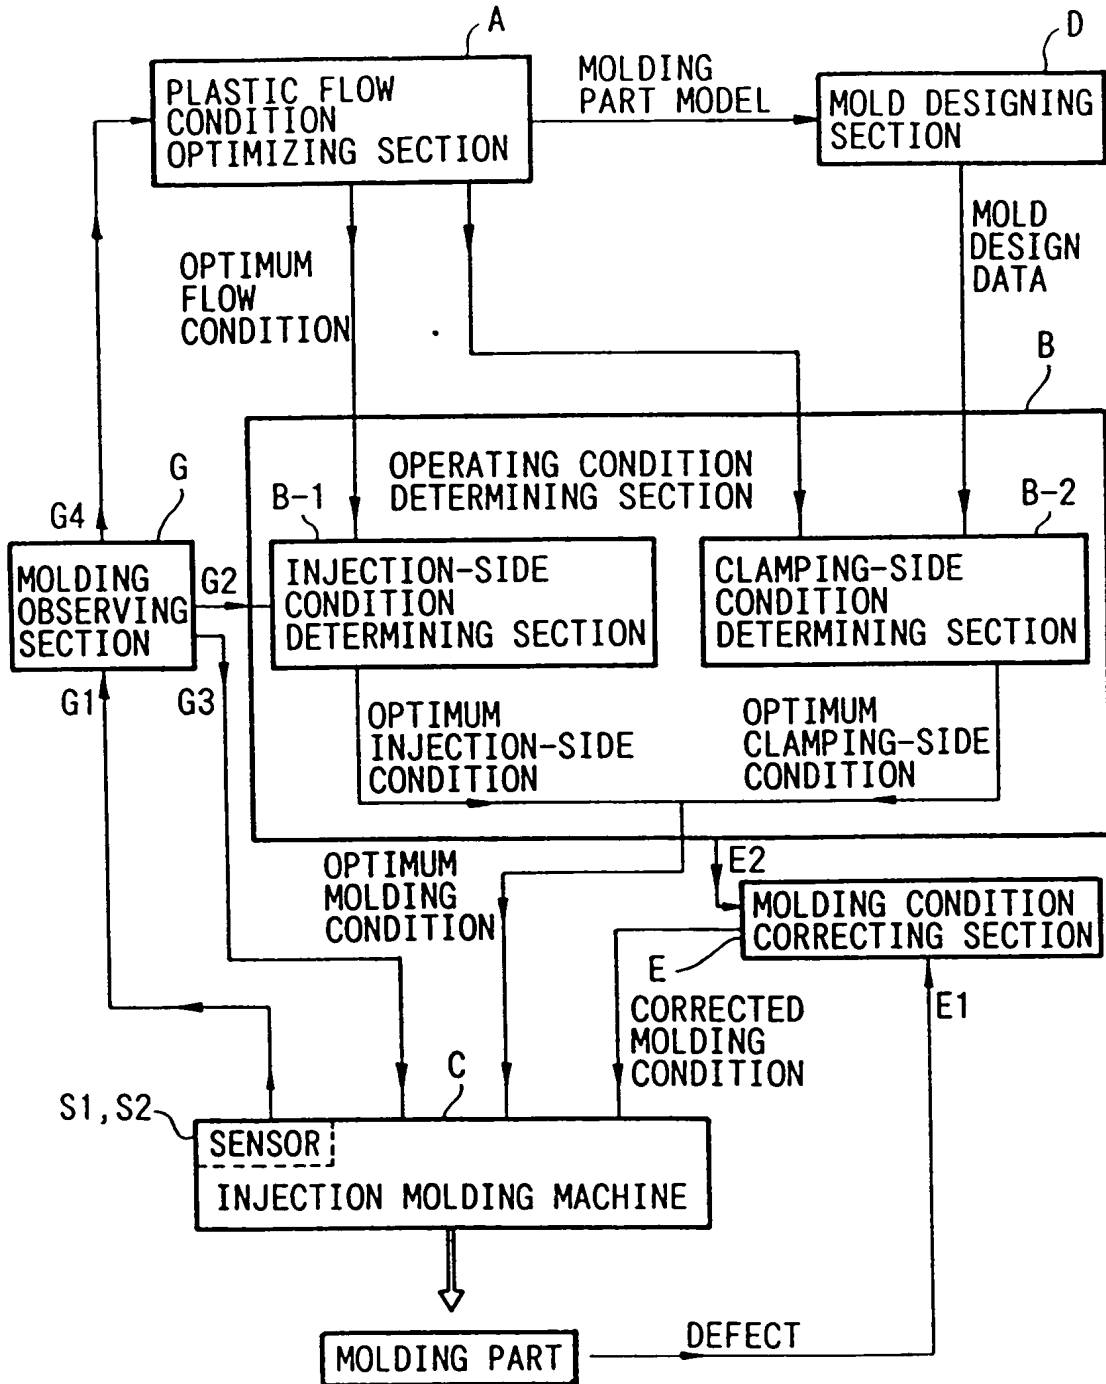 A
D
PLASTIC FLOW
CONDITION
OPTIMIZING SECTION
MOLDING
PART MODEL
MOLD DESIGNING
SECTION
OPTIMUM
FLOW
CONDITION
MOLD
DESIGN
DATA
B
OPERATING CONDITION
DETERMINING SECTION
G
B-1
B-2
G4
MOLDING
OBSERVING
SECTION
G2
INJECTION-SIDE
CONDITION
DETERMINING SECTION
CLAMPING-SIDE
CONDITION
DETERMINING SECTION
G1
G3
OPTIMUM
INJECTION-SIDE
CONDITION
OPTIMUM
CLAMPING-SIDE
CONDITION
OPTIMUM
MOLDING
CONDITION
E2
MOLDING CONDITION
CORRECTING SECTION
E
E1
CORRECTED
MOLDING
CONDITION
C
S1,S2
SENSOR
INJECTION MOLDING MACHINE
MOLDING PART
DEFECT